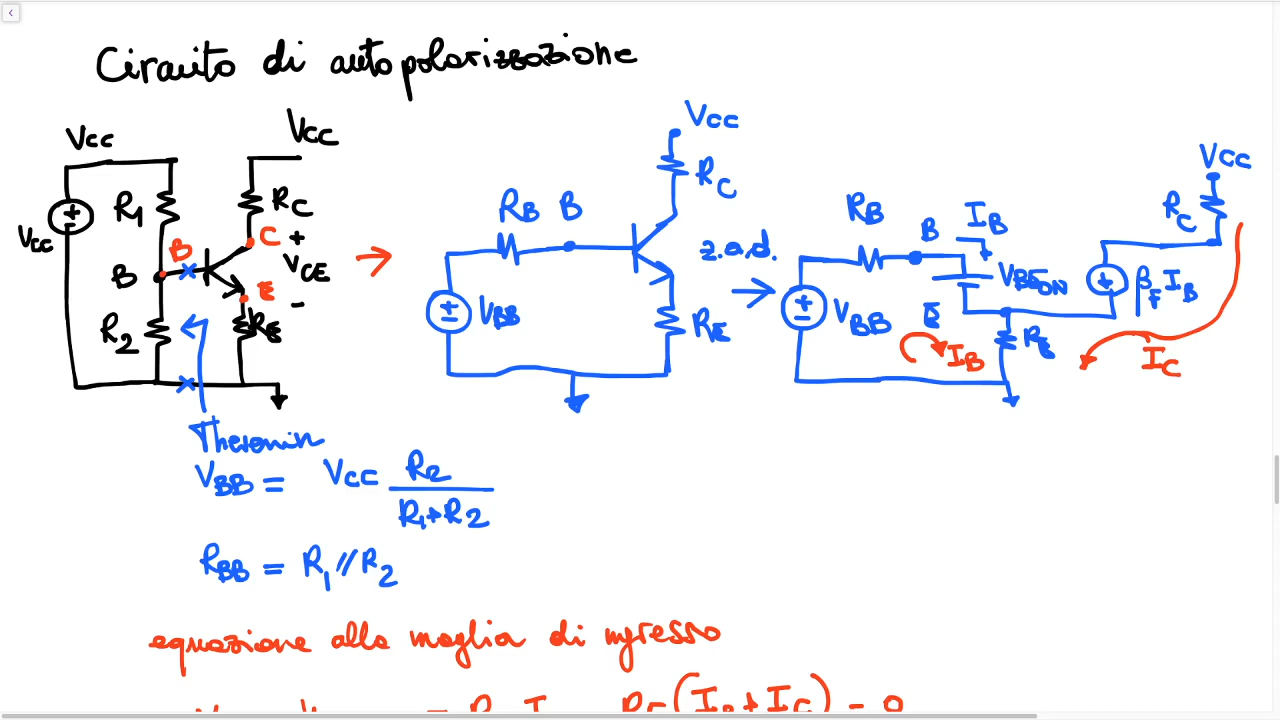 Circuito di autopolarizzazione
Vcc
VCC
R1
RC
VCC
B
C
+
VCE
-
B
E
R2
RE
Thevenin
VBB = VCC R2
R1+R2
RBB = R1//R2
VCC
RC
RB B
VBB
RE
z.a.d.
VCC
RC
RB
B
IB
VBB
VBEON
βF IB
E
RE
IB
IC
equazione alla maglia di ingresso
= 0